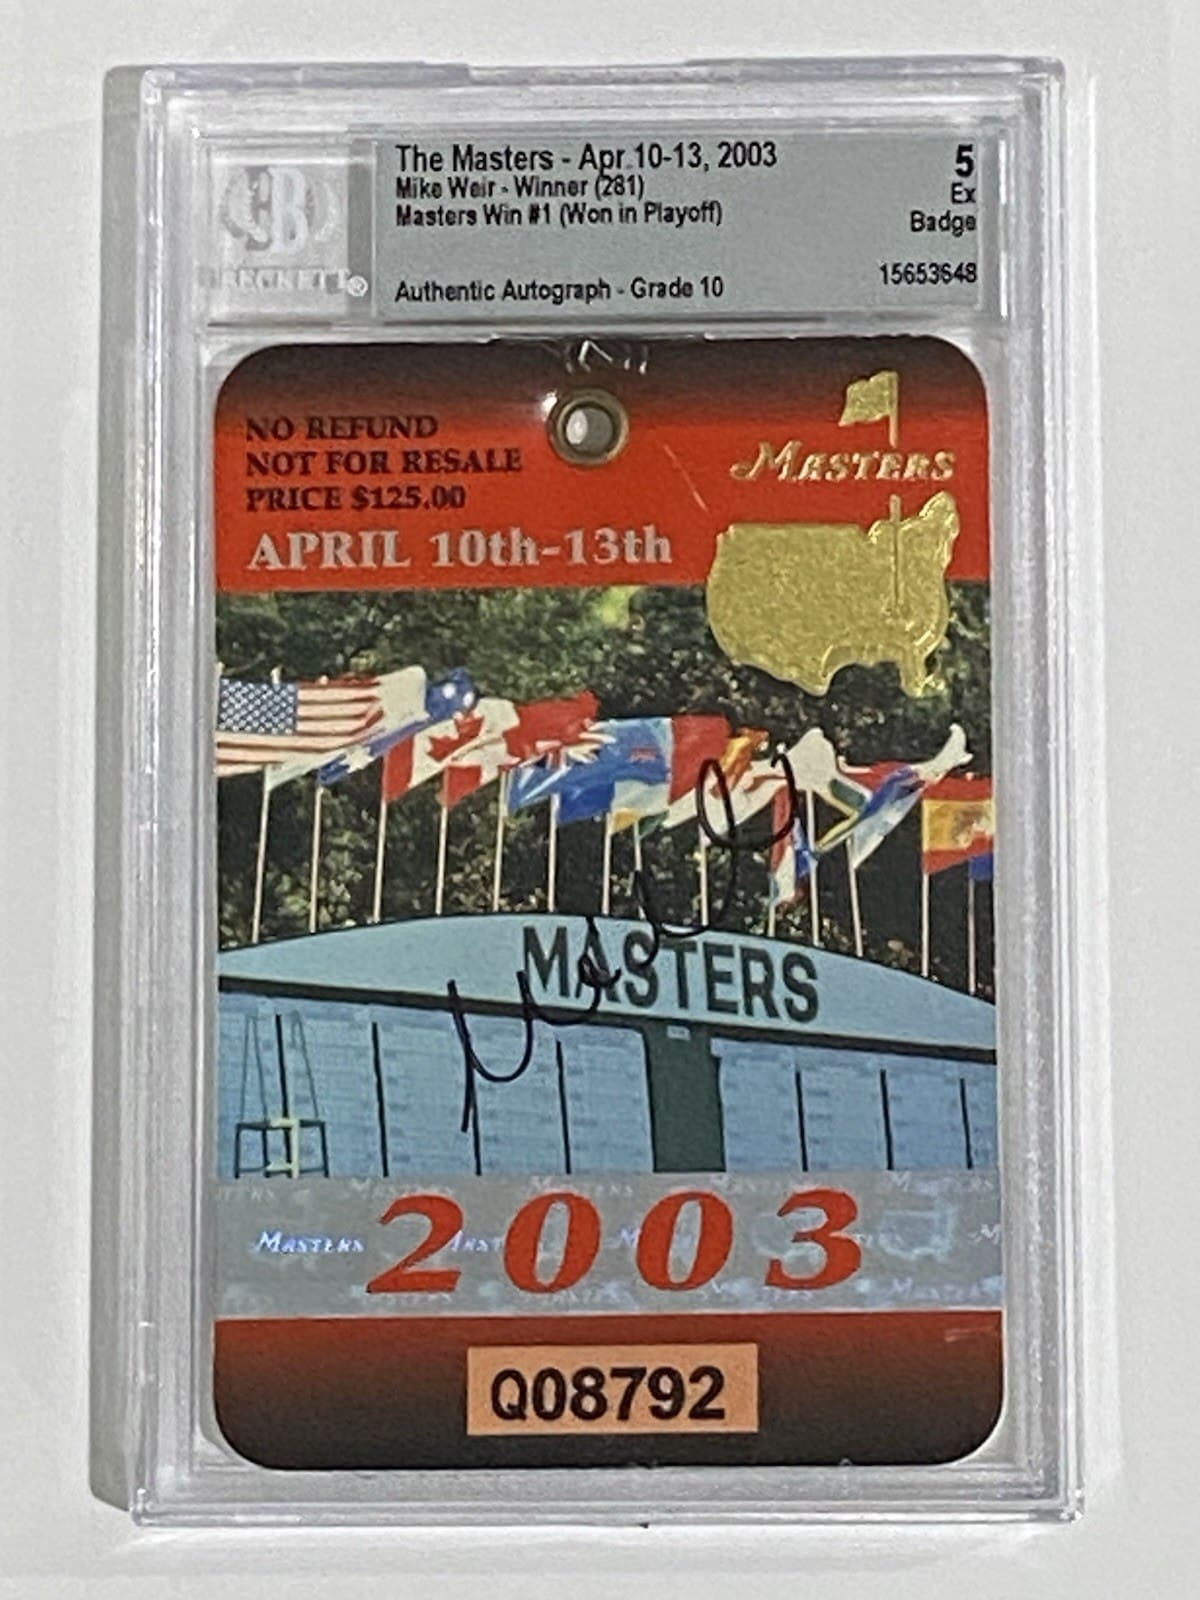 The Masters - Apr 10-13, 2003
Mike Weir - Winner (281)
Masters Win #1 (Won in Playoff)
Authentic Autograph - Grade 10
5
Ex
Badge
15653648
BECKETT®
NO REFUND
NOT FOR RESALE
PRICE $125.00
APRIL 10th-13th
MASTERS
MASTERS
2003
MASTERS
Q08792